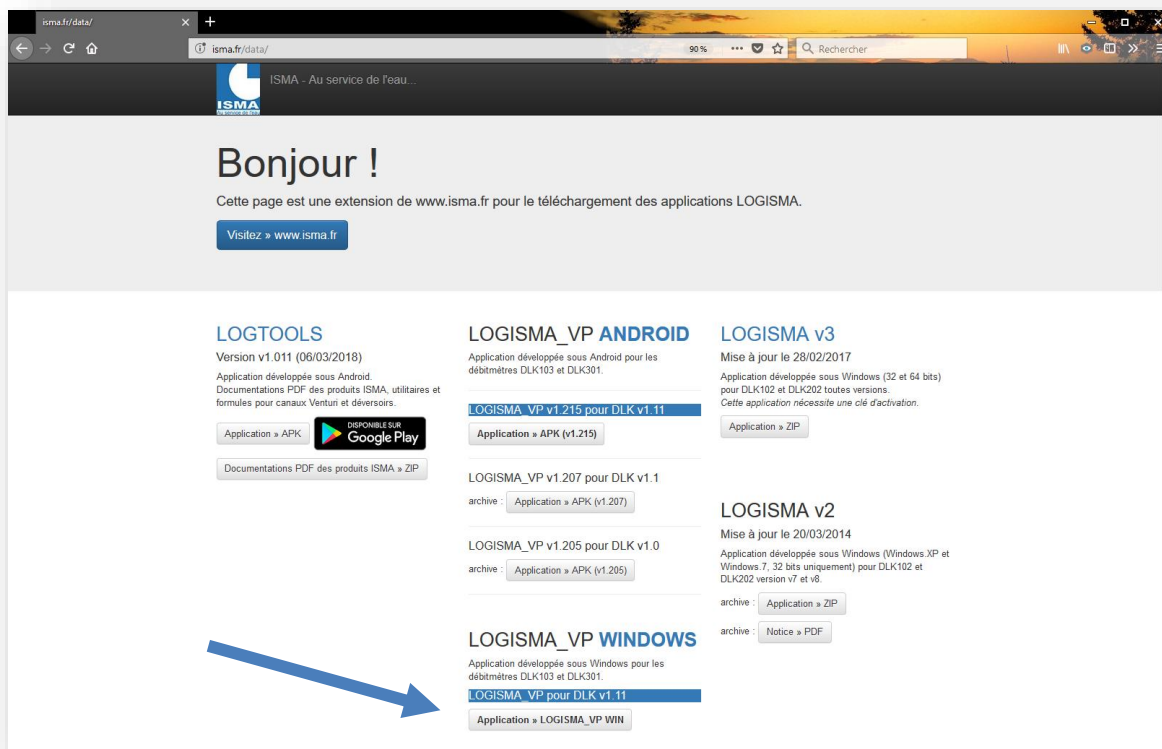 isma.fr/data/
isma.fr/data/
90 %
Rechercher
ISMA
Au service de l'eau
ISMA - Au service de l'eau...
Bonjour !
Cette page est une extension de www.isma.fr pour le téléchargement des applications LOGISMA.
Visitez » www.isma.fr
LOGTOOLS
Version v1.011 (06/03/2018)
Application développée sous Android.
Documentations PDF des produits ISMA, utilitaires et
formules pour canaux Venturi et déversoirs.
Application » APK
DISPONIBLE SUR
Google Play
Documentations PDF des produits ISMA » ZIP
LOGISMA_VP ANDROID
Application développée sous Android pour les
débitmètres DLK103 et DLK301.
LOGISMA_VP v1.215 pour DLK v1.11
Application » APK (v1.215)
LOGISMA_VP v1.207 pour DLK v1.1
archive : Application » APK (v1.207)
LOGISMA_VP v1.205 pour DLK v1.0
archive : Application » APK (v1.205)
LOGISMA_VP WINDOWS
Application développée sous Windows pour les
débitmètres DLK103 et DLK301.
LOGISMA_VP pour DLK v1.11
Application » LOGISMA_VP WIN
LOGISMA v3
Mise à jour le 28/02/2017
Application développée sous Windows (32 et 64 bits)
pour DLK102 et DLK202 toutes versions.
Cette application nécessite une clé d'activation.
Application » ZIP
LOGISMA v2
Mise à jour le 20/03/2014
Application développée sous Windows (Windows.XP et
Windows.7, 32 bits uniquement) pour DLK102 et
DLK202 version v7 et v8.
archive : Application » ZIP
archive : Notice » PDF